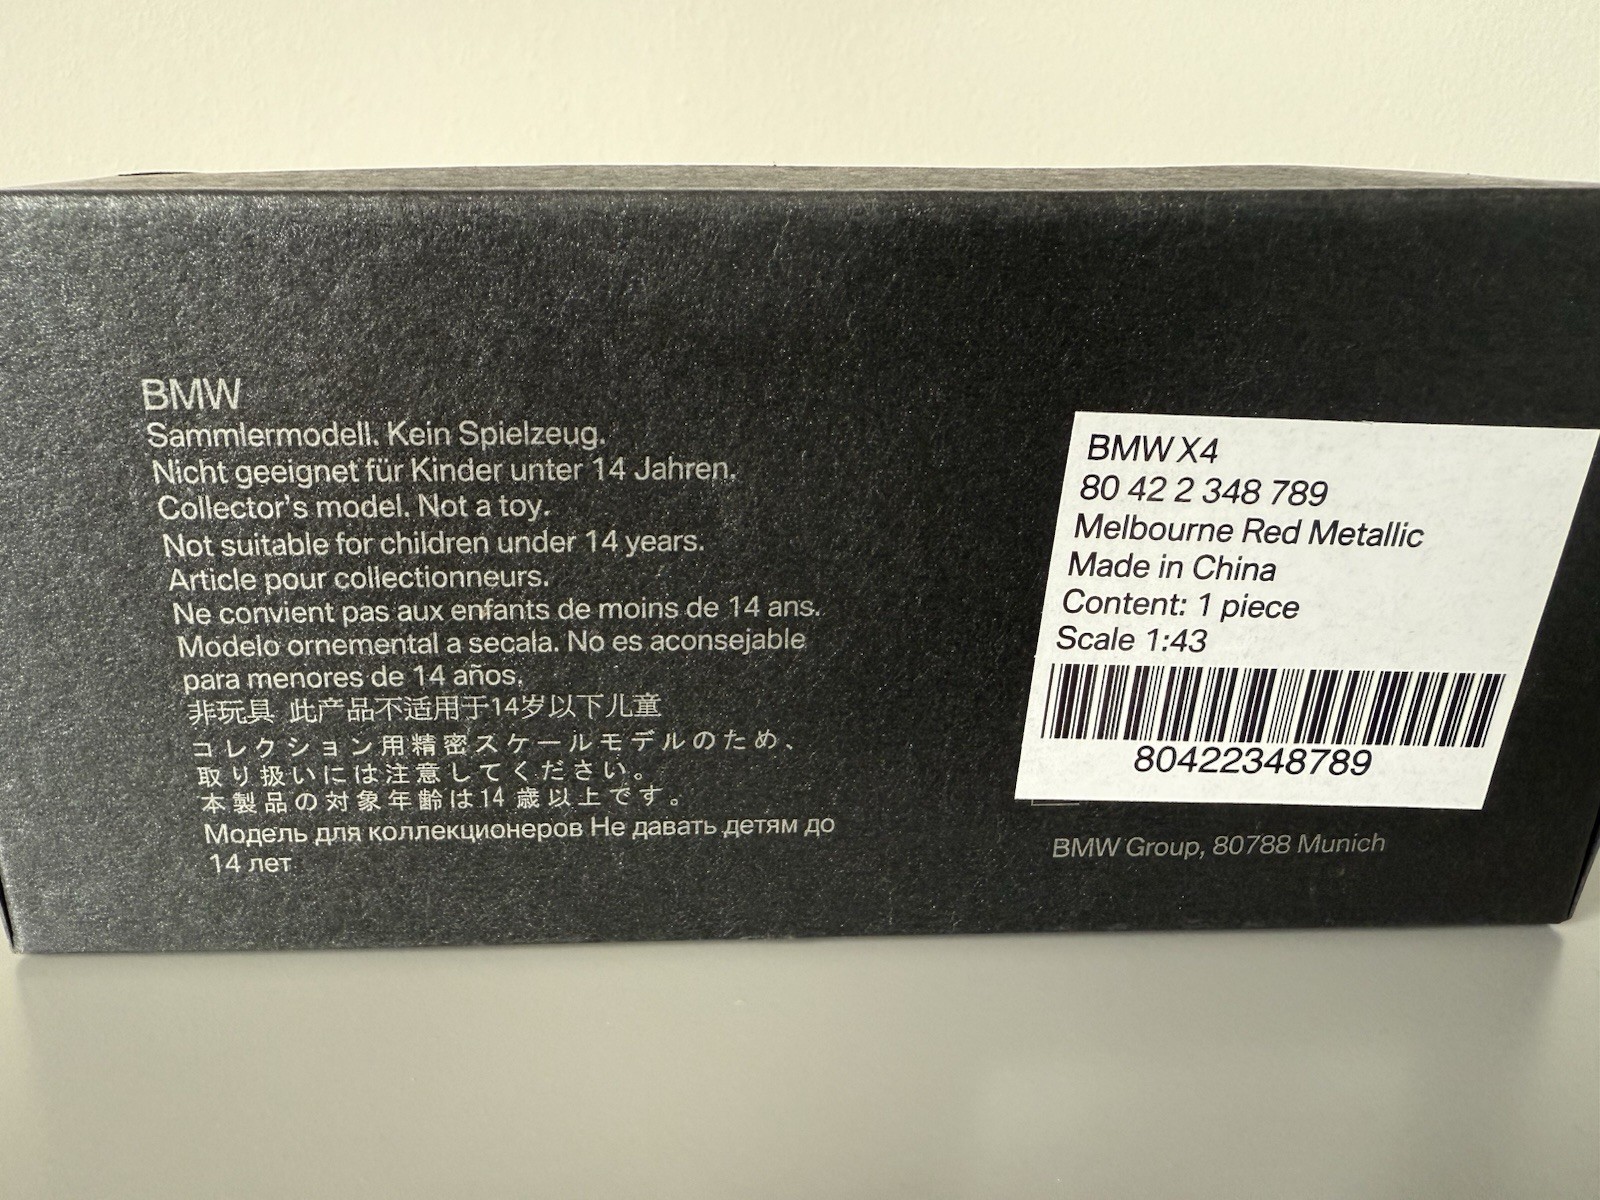 BMW
Sammlermodell. Kein Spielzeug.
Nicht geeignet für Kinder unter 14 Jahren.
Collector's model. Not a toy.
Not suitable for children under 14 years.
Article pour collectionneurs.
Ne convient pas aux enfants de moins de 14 ans.
Modelo ornemental a secala. No es aconsejable
para menores de 14 años.
非玩具 此产品不适用于14岁以下儿童
コレクション用精密スケールモデルのため、
取り扱いには注意してください。
本製品の対象年齢は14歳以上です。
Модель для коллекционеров Не давать детям до
14 лет
BMW X4
80 42 2 348 789
Melbourne Red Metallic
Made in China
Content: 1 piece
Scale 1:43
80422348789
BMW Group, 80788 Munich